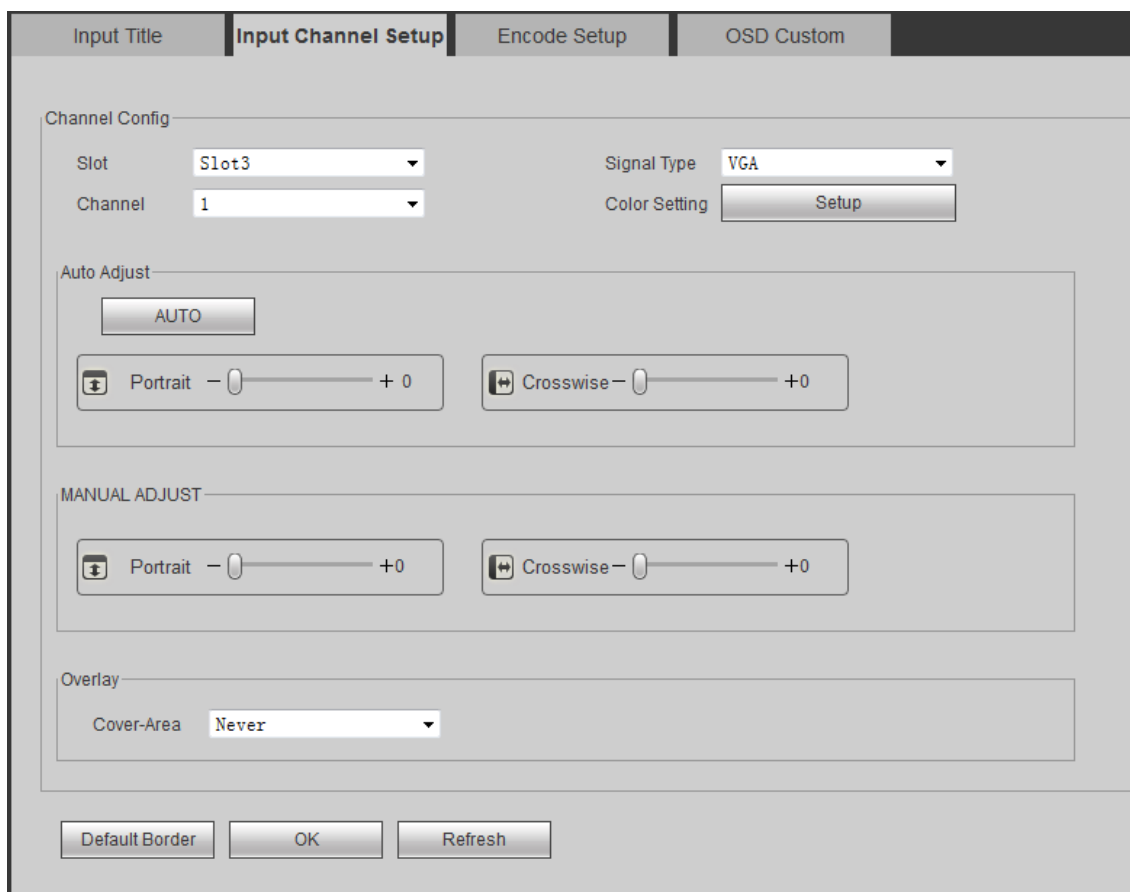 Input Title Input Channel Setup Encode Setup OSD Custom
Channel Config
Slot Slot3 Signal Type VGA
Channel 1 Color Setting Setup
Auto Adjust
AUTO
Portrait − + 0 Crosswise − +0
MANUAL ADJUST
Portrait − +0 Crosswise − +0
Overlay
Cover-Area Never
Default Border OK Refresh